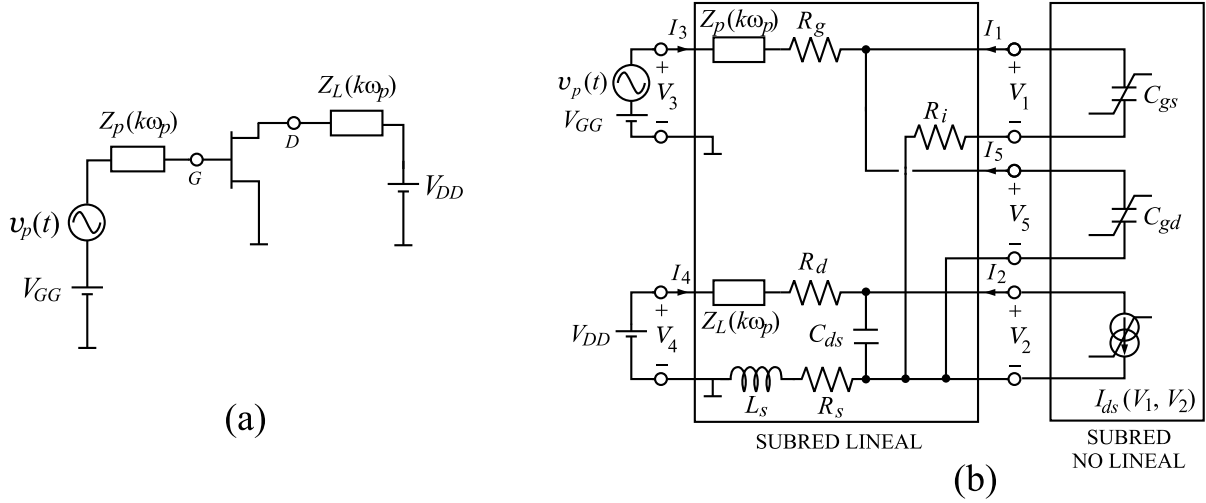 Z_L(kω_p)
Z_p(kω_p)
G
D
υ_p(t)
V_GG
V_DD
(a)
I_3
Z_p(kω_p)
R_g
I_1
υ_p(t)
V_GG
+
V_3
−
+
V_1
−
C_gs
R_i
I_5
+
V_5
−
C_gd
I_4
R_d
I_2
V_DD
+
V_4
−
Z_L(kω_p)
C_ds
+
V_2
−
L_s
R_s
I_ds(V_1, V_2)
SUBRED LINEAL
SUBRED
NO LINEAL
(b)